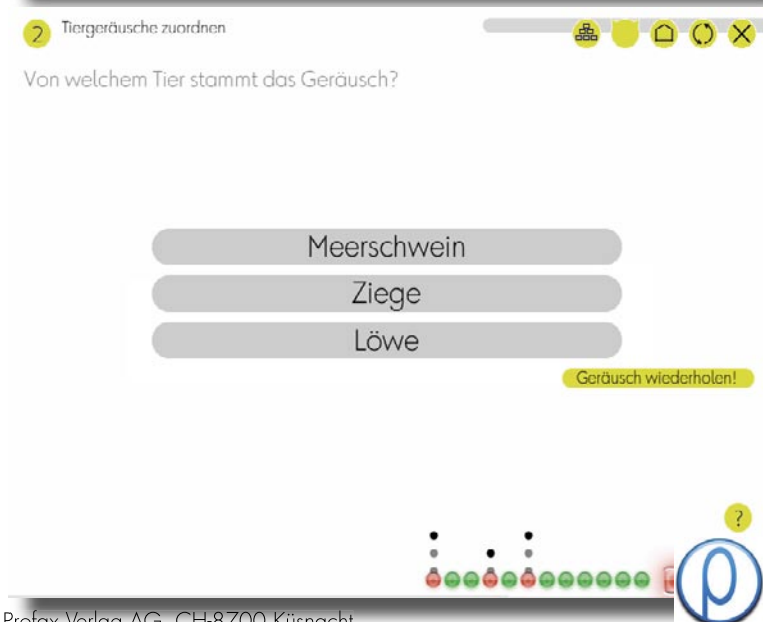 2 Tiergeräusche zuordnen
Von welchem Tier stammt das Geräusch?
Meerschwein
Ziege
Löwe
Geräusch wiederholen!
?
Profax Verlag AG, CH-8700 Küsnacht